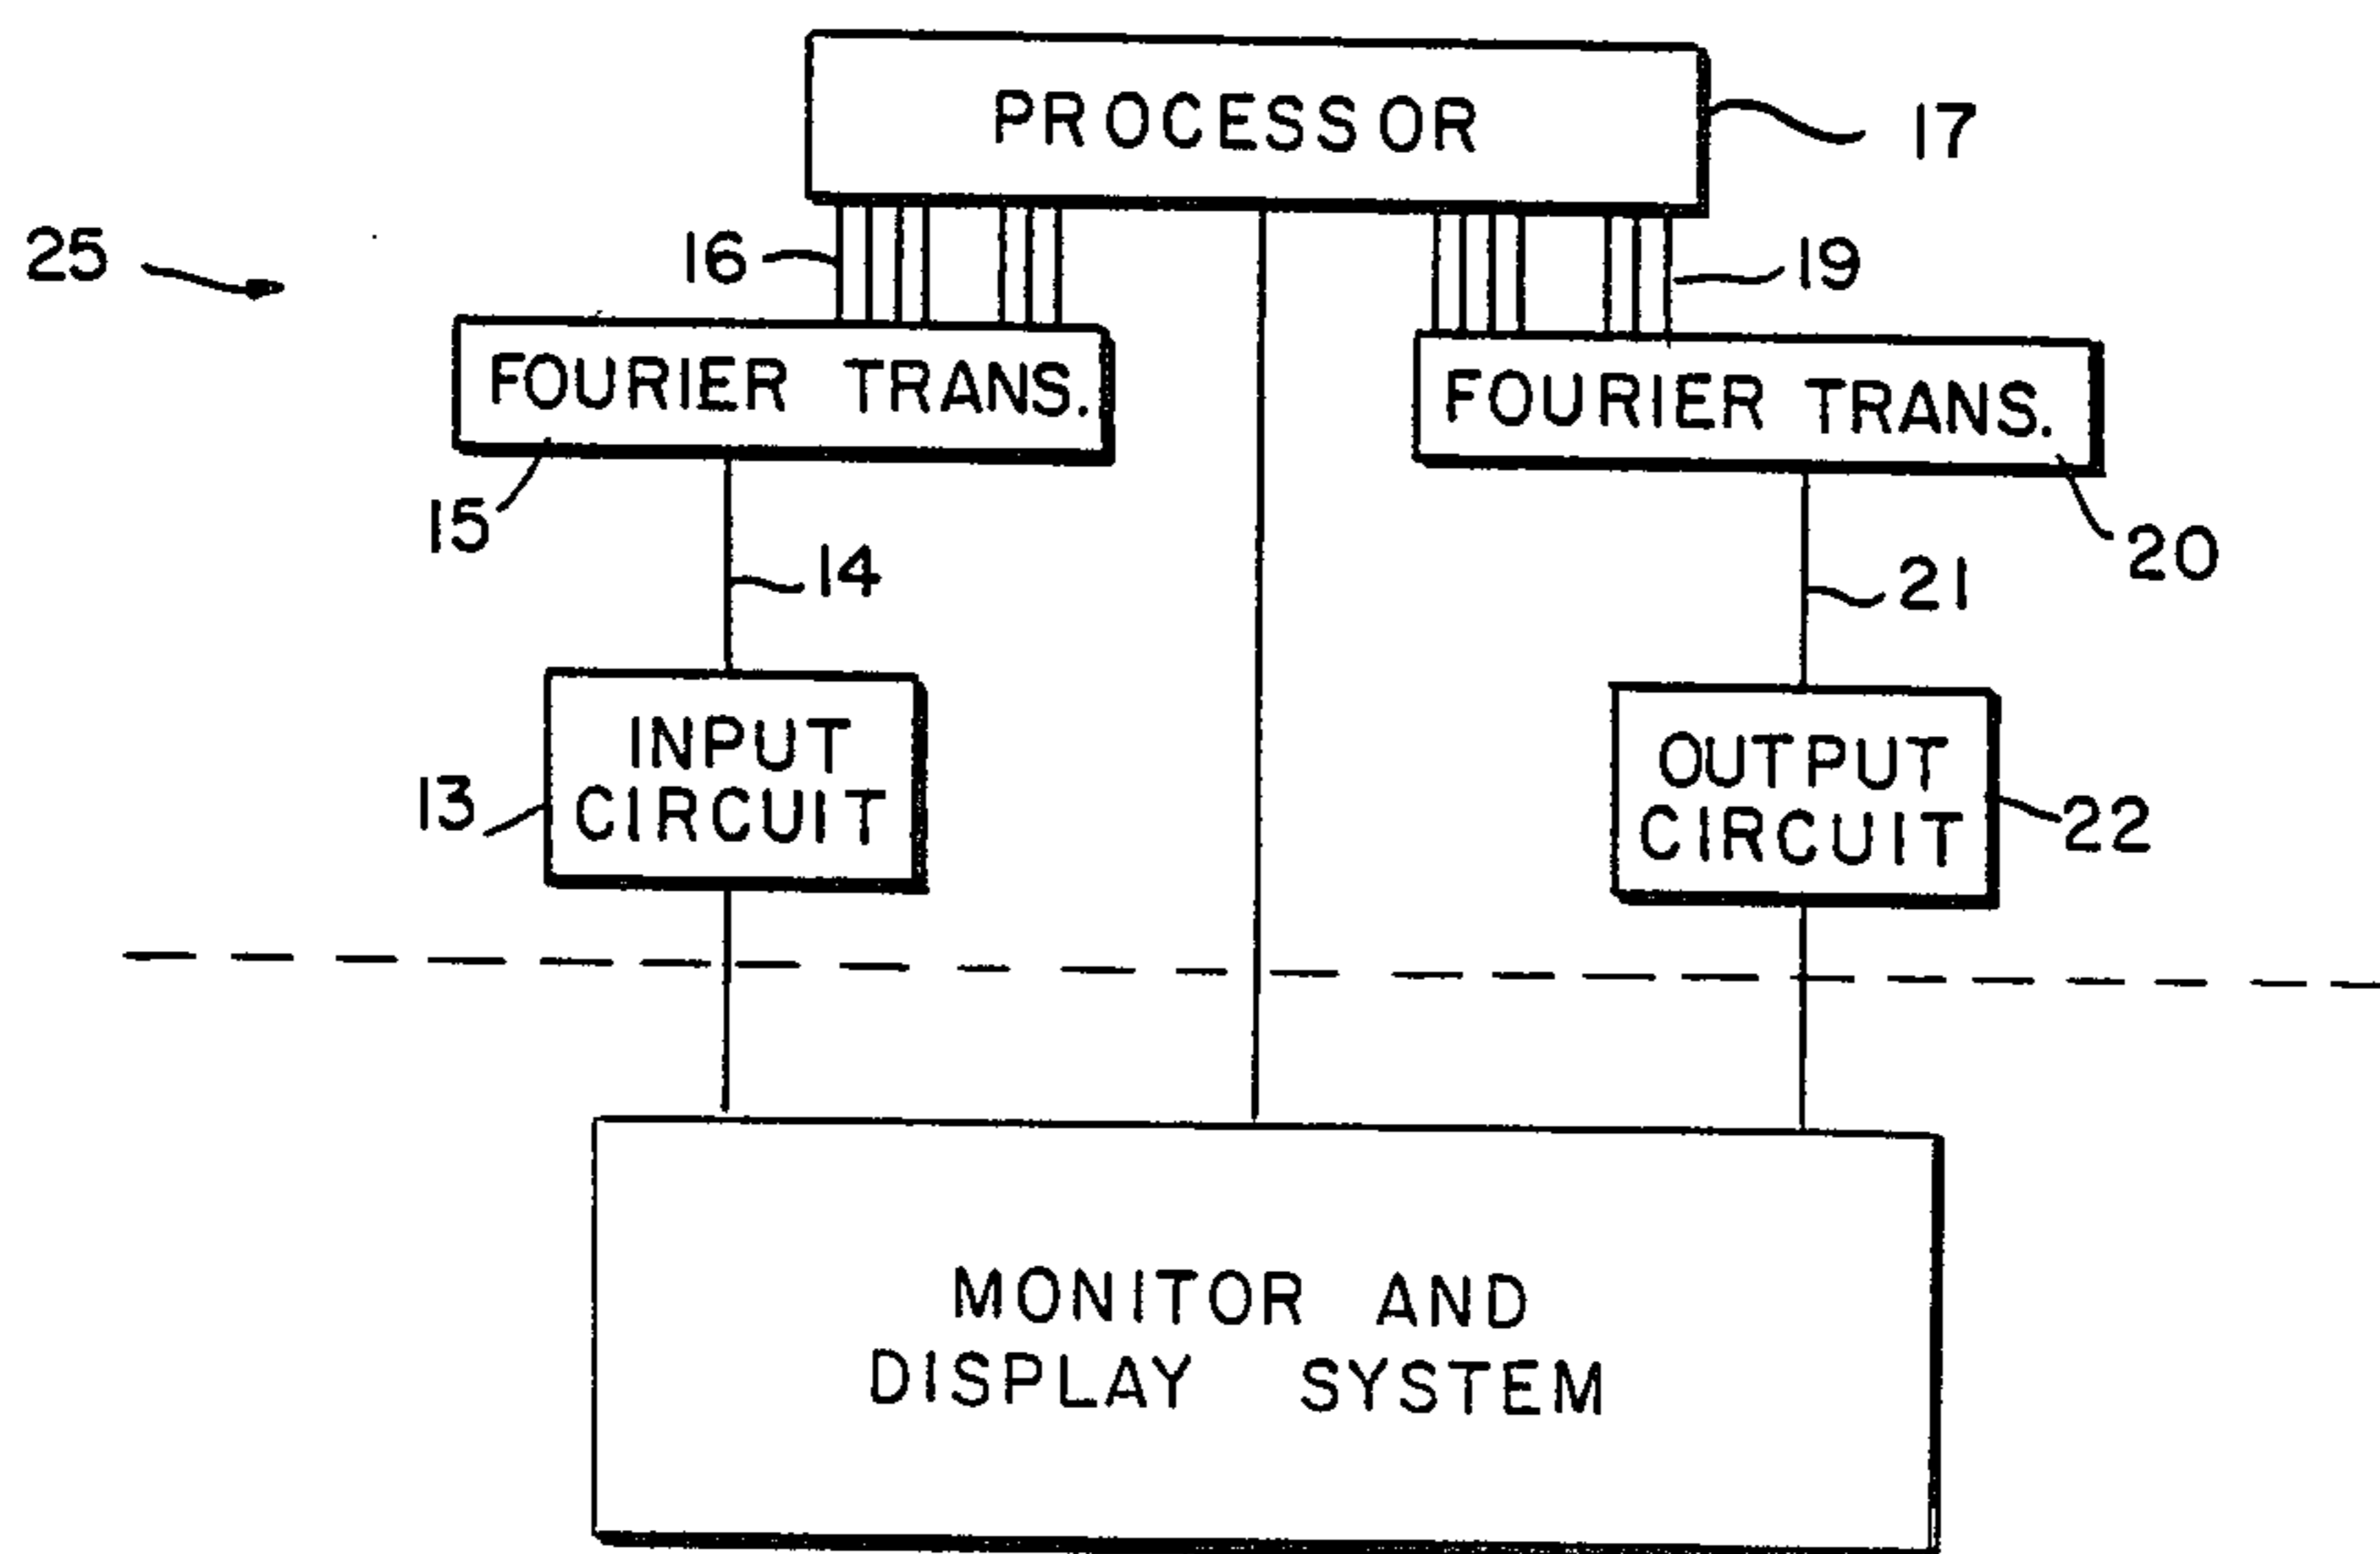 PROCESSOR
17
25
16
19
FOURIER TRANS.
FOURIER TRANS.
15
14
21
20
INPUT
CIRCUIT
13
OUTPUT
CIRCUIT
22
MONITOR AND
DISPLAY SYSTEM